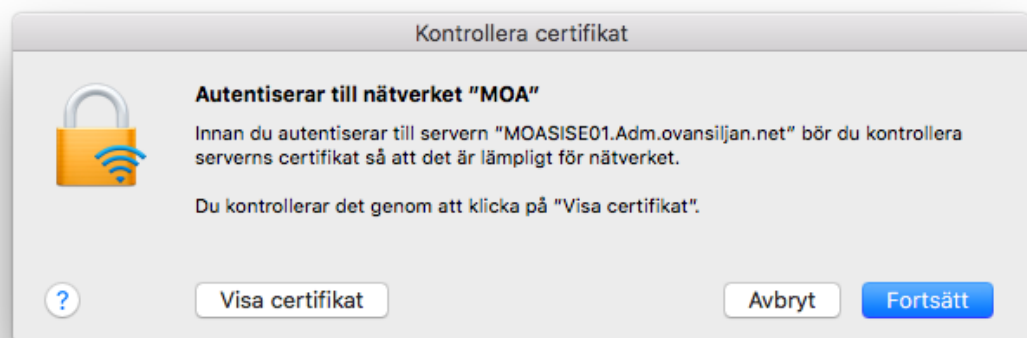 Kontrollera certifikat
Autentiserar till nätverket "MOA"
Innan du autentiserar till servern "MOASISE01.Adm.ovansiljan.net" bör du kontrollera
serverns certifikat så att det är lämpligt för nätverket.
Du kontrollerar det genom att klicka på "Visa certifikat".
?
Visa certifikat
Avbryt
Fortsätt